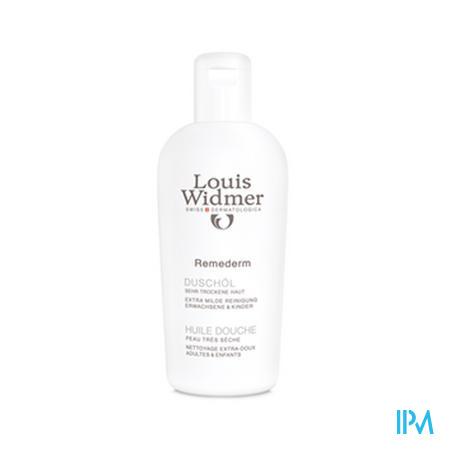 Louis
Widmer
SWISS DERMATOLOGICA
Remederm
DUSCHÖL
SEHR TROCKENE HAUT
EXTRA MILDE REINIGUNG
ERWACHSENE & KINDER
HUILE DOUCHE
PEAU TRÈS SÈCHE
NETTOYAGE EXTRA-DOUX
ADULTES & ENFANTS
IPM